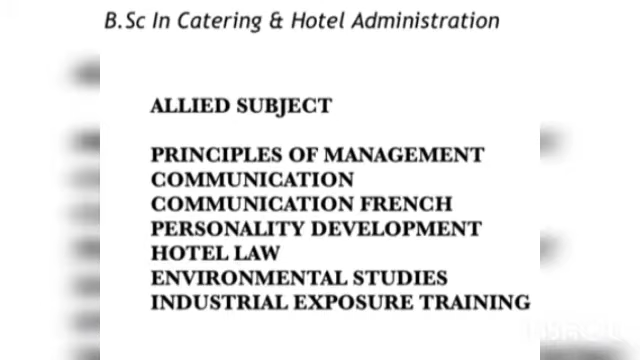 B.Sc In Catering & Hotel Administration
ALLIED SUBJECT
PRINCIPLES OF MANAGEMENT
COMMUNICATION
COMMUNICATION FRENCH
PERSONALITY DEVELOPMENT
HOTEL LAW
ENVIRONMENTAL STUDIES
INDUSTRIAL EXPOSURE TRAINING